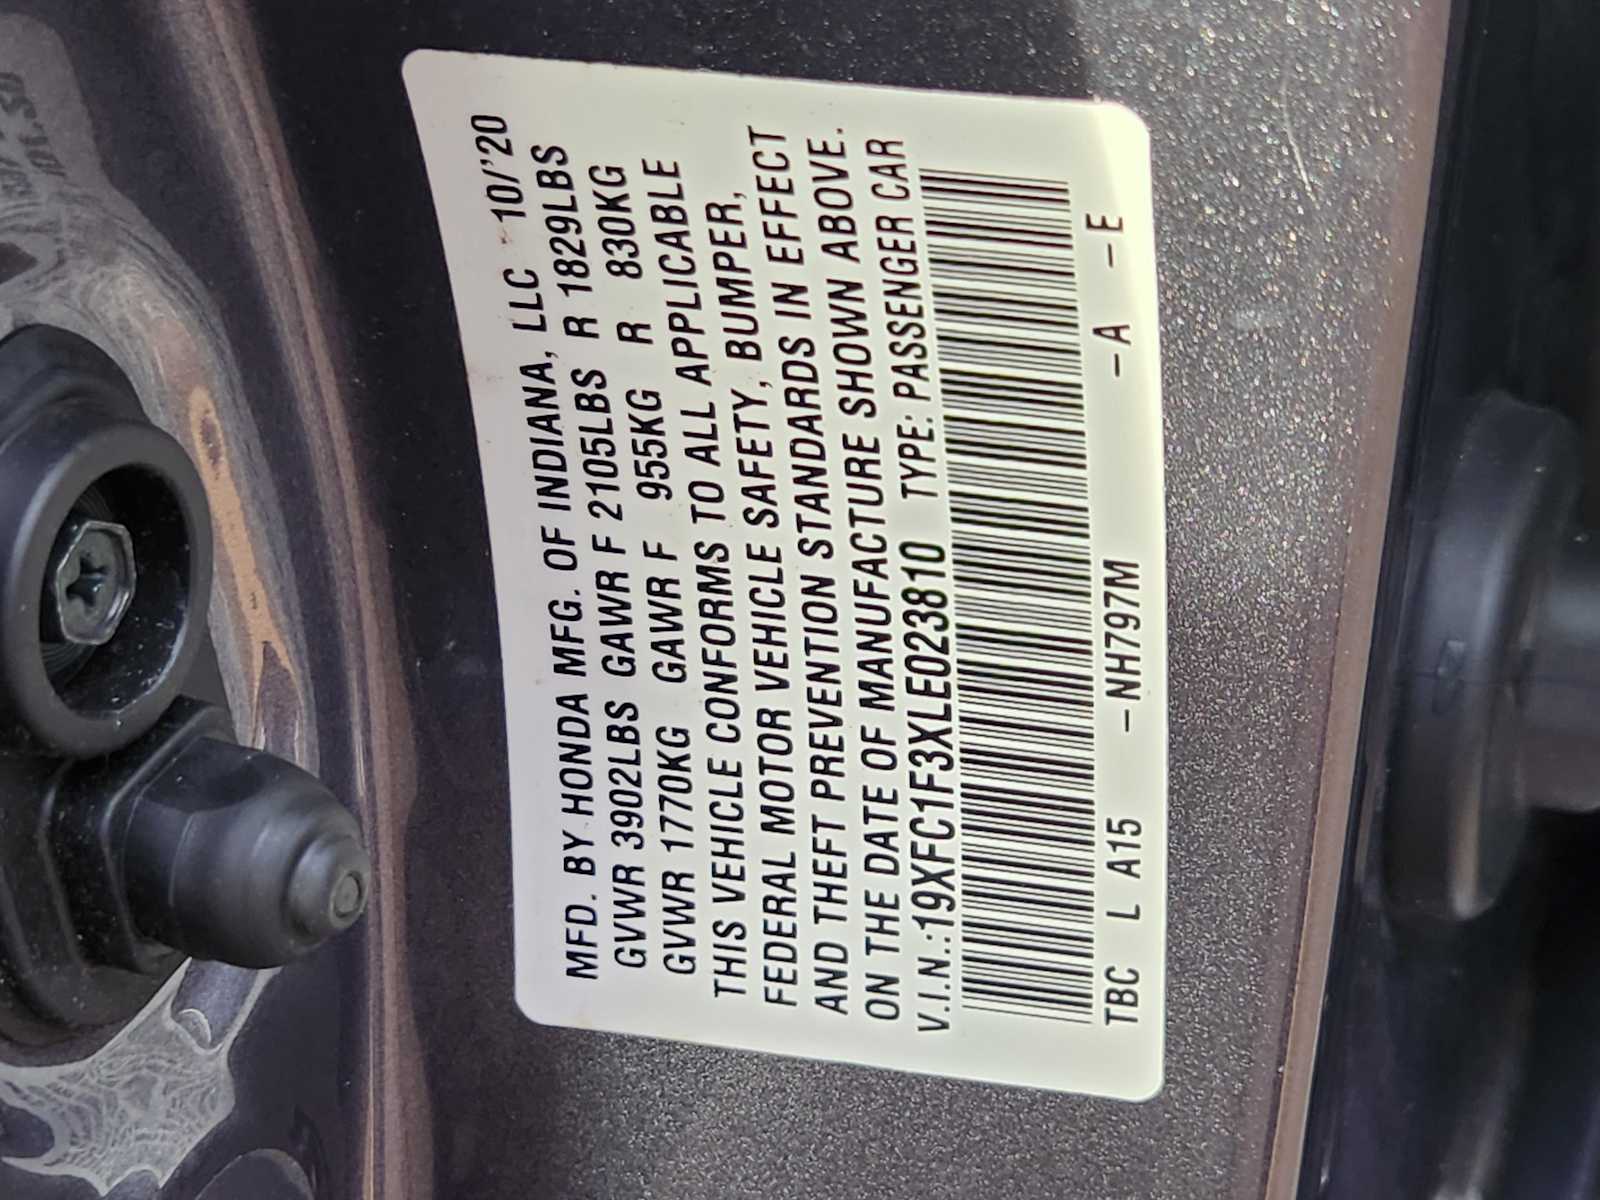 MFD. BY HONDA MFG. OF INDIANA, LLC 10/'20
GVWR 3902LBS GAWR F 2105LBS R 1829LBS
GVWR 1770KG GAWR F 955KG R 830KG
THIS VEHICLE CONFORMS TO ALL APPLICABLE
FEDERAL MOTOR VEHICLE SAFETY, BUMPER,
AND THEFT PREVENTION STANDARDS IN EFFECT
ON THE DATE OF MANUFACTURE SHOWN ABOVE.
V.I.N.:19XFC1F3XLE023810 TYPE: PASSENGER CAR
TBC L A15 –NH797M –A –E